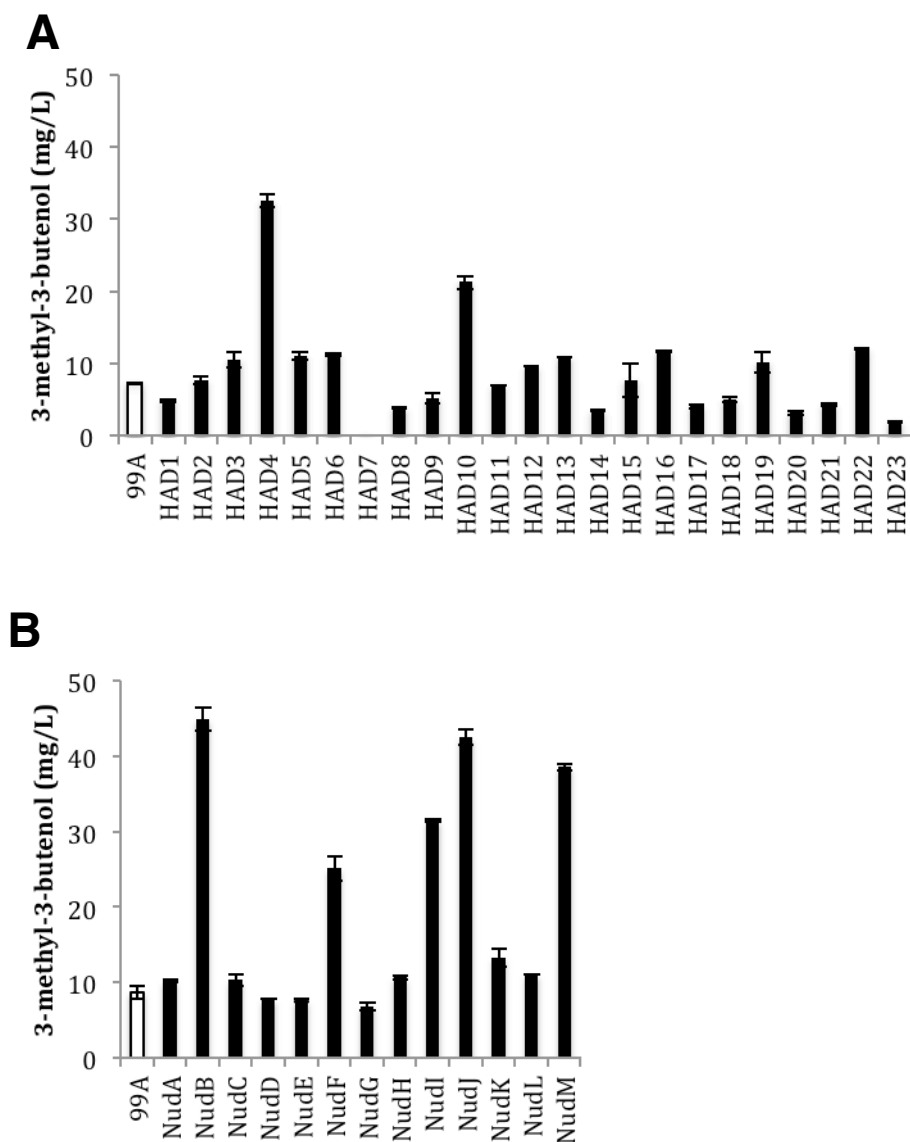 A
3-methyl-3-butenol (mg/L)
50
40
30
20
10
0
99A
HAD1
HAD2
HAD3
HAD4
HAD5
HAD6
HAD7
HAD8
HAD9
HAD10
HAD11
HAD12
HAD13
HAD14
HAD15
HAD16
HAD17
HAD18
HAD19
HAD20
HAD21
HAD22
HAD23
B
3-methyl-3-butenol (mg/L)
50
40
30
20
10
0
99A
NudA
NudB
NudC
NudD
NudE
NudF
NudG
NudH
NudI
NudJ
NudK
NudL
NudM